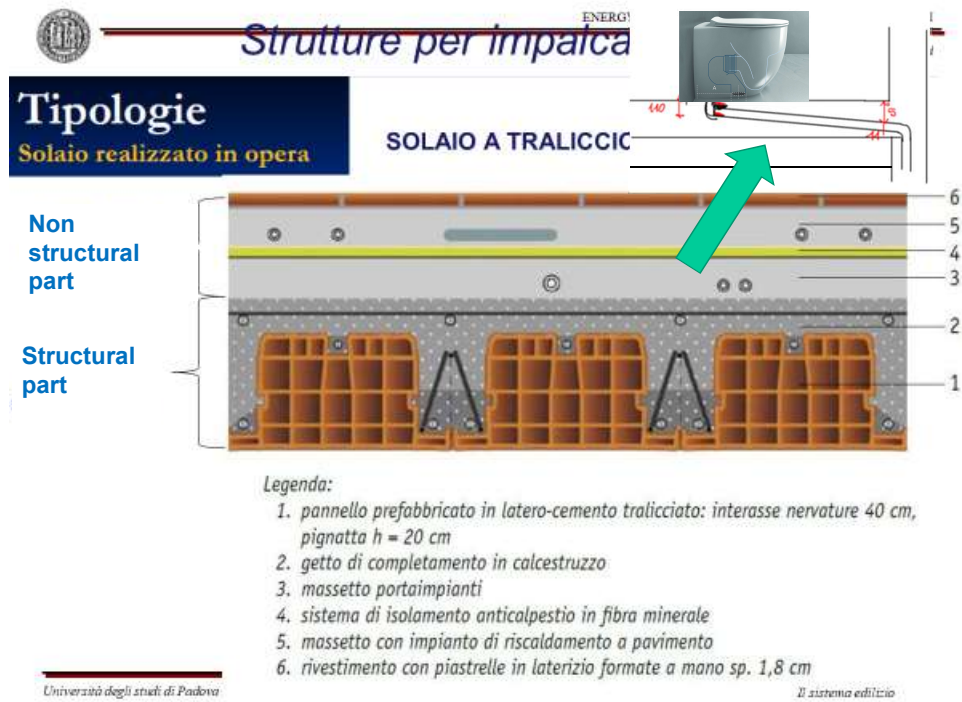 ENERG
Strutture per impalca
Tipologie
Solaio realizzato in opera
SOLAIO A TRALICCIO
110
8
11
Non
structural
part
Structural
part
6
5
4
3
2
1
Legenda:
1. pannello prefabbricato in latero-cemento tralicciato: interasse nervature 40 cm,
pignatta h = 20 cm
2. getto di completamento in calcestruzzo
3. massetto portaimpianti
4. sistema di isolamento anticalpestio in fibra minerale
5. massetto con impianto di riscaldamento a pavimento
6. rivestimento con piastrelle in laterizio formate a mano sp. 1,8 cm
Università degli studi di Padova
Il sistema edilizio